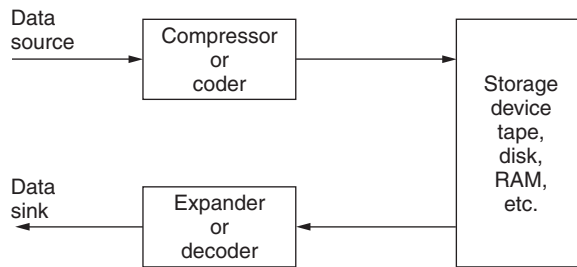 Data
source
Compressor
or
coder
Storage
device
tape,
disk,
RAM,
etc.
Data
sink
Expander
or
decoder